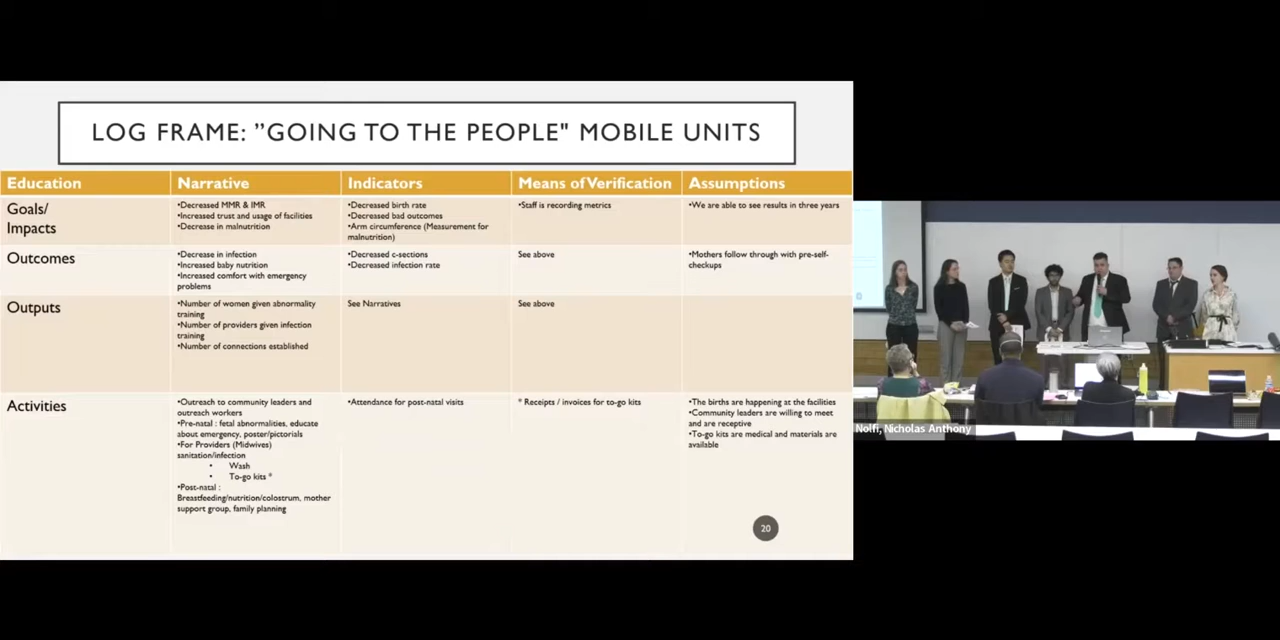 LOG FRAME: ”GOING TO THE PEOPLE" MOBILE UNITS
Education
Narrative
Indicators
Means of Verification
Assumptions
Goals/
Impacts
•Decreased MMR & IMR
•Increased trust and usage of facilities
•Decrease in malnutrition
•Decreased birth rate
•Decreased bad outcomes
•Arm circumference (Measurement for
malnutrition)
•Staff is recording metrics
•We are able to see results in three years
Outcomes
•Decrease in infection
•Increased baby nutrition
•Increased comfort with emergency
problems
•Decreased c-sections
•Decreased infection rate
See above
•Mothers follow through with pre-self-
checkups
Outputs
•Number of women given abnormality
training
•Number of providers given infection
training
•Number of connections established
See Narratives
See above
Activities
•Outreach to community leaders and
outreach workers
•Pre-natal : fetal abnormalities, educate
about emergency, poster/pictorials
•For Providers (Midwives)
sanitation/infection
• Wash
• To-go kits *
•Post-natal :
Breastfeeding/nutrition/colostrum, mother
support group, family planning
•Attendance for post-natal visits
* Receipts / invoices for to-go kits
•The births are happening at the facilities
•Community leaders are willing to meet
and are receptive
•To-go kits are medical and materials are
available
20
Nolfi, Nicholas Anthony